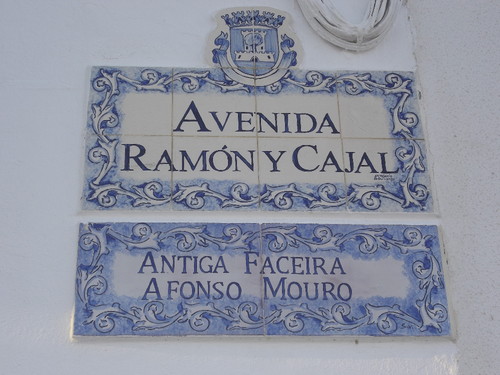 AVENIDA
RAMÓN Y CAJAL
ANTIGA FACEIRA
AFONSO MOURO